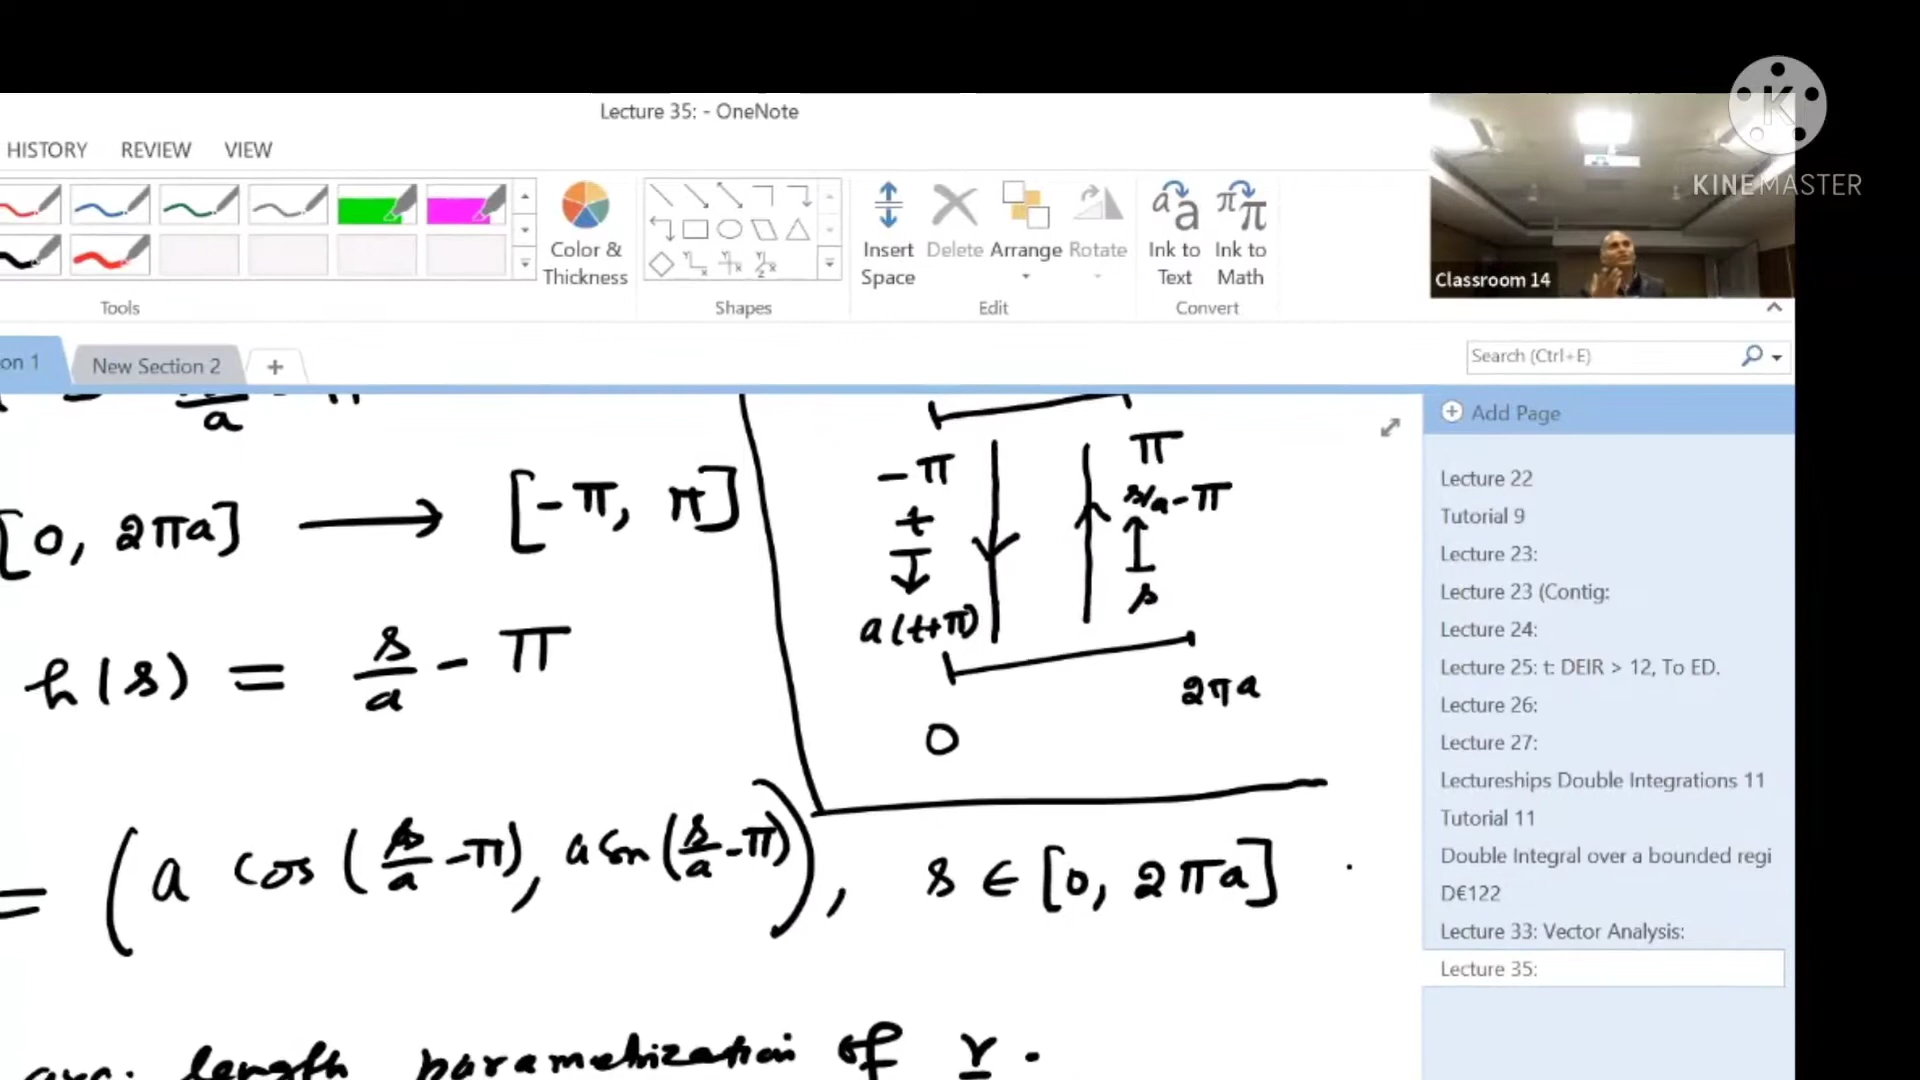 Lecture 35: - OneNote
KINEMASTER
HISTORY REVIEW VIEW
Color & Thickness
Insert Space
Delete
Arrange
Rotate
Ink to Text
Ink to Math
Classroom 14
Tools
Shapes
Edit
Convert
on 1
New Section 2
+
Search (Ctrl+E)
Add Page
Lecture 22
Tutorial 9
Lecture 23:
Lecture 23 (Contig:
Lecture 24:
Lecture 25: t: DEIR > 12, To ED.
Lecture 26:
Lecture 27:
Lectureships Double Integrations 11
Tutorial 11
Double Integral over a bounded regi
D€122
Lecture 33: Vector Analysis:
Lecture 35:
a
[0, 2πa] ⟶ [-π, π]
h(s) = s/a - π
-π
t
↓
a(t+π)
π
s/a - π
↑
s
0
2πa
= (a cos(s/a - π), a sin(s/a - π)), s ∈ [0, 2πa]
arc. length parametrization of r.